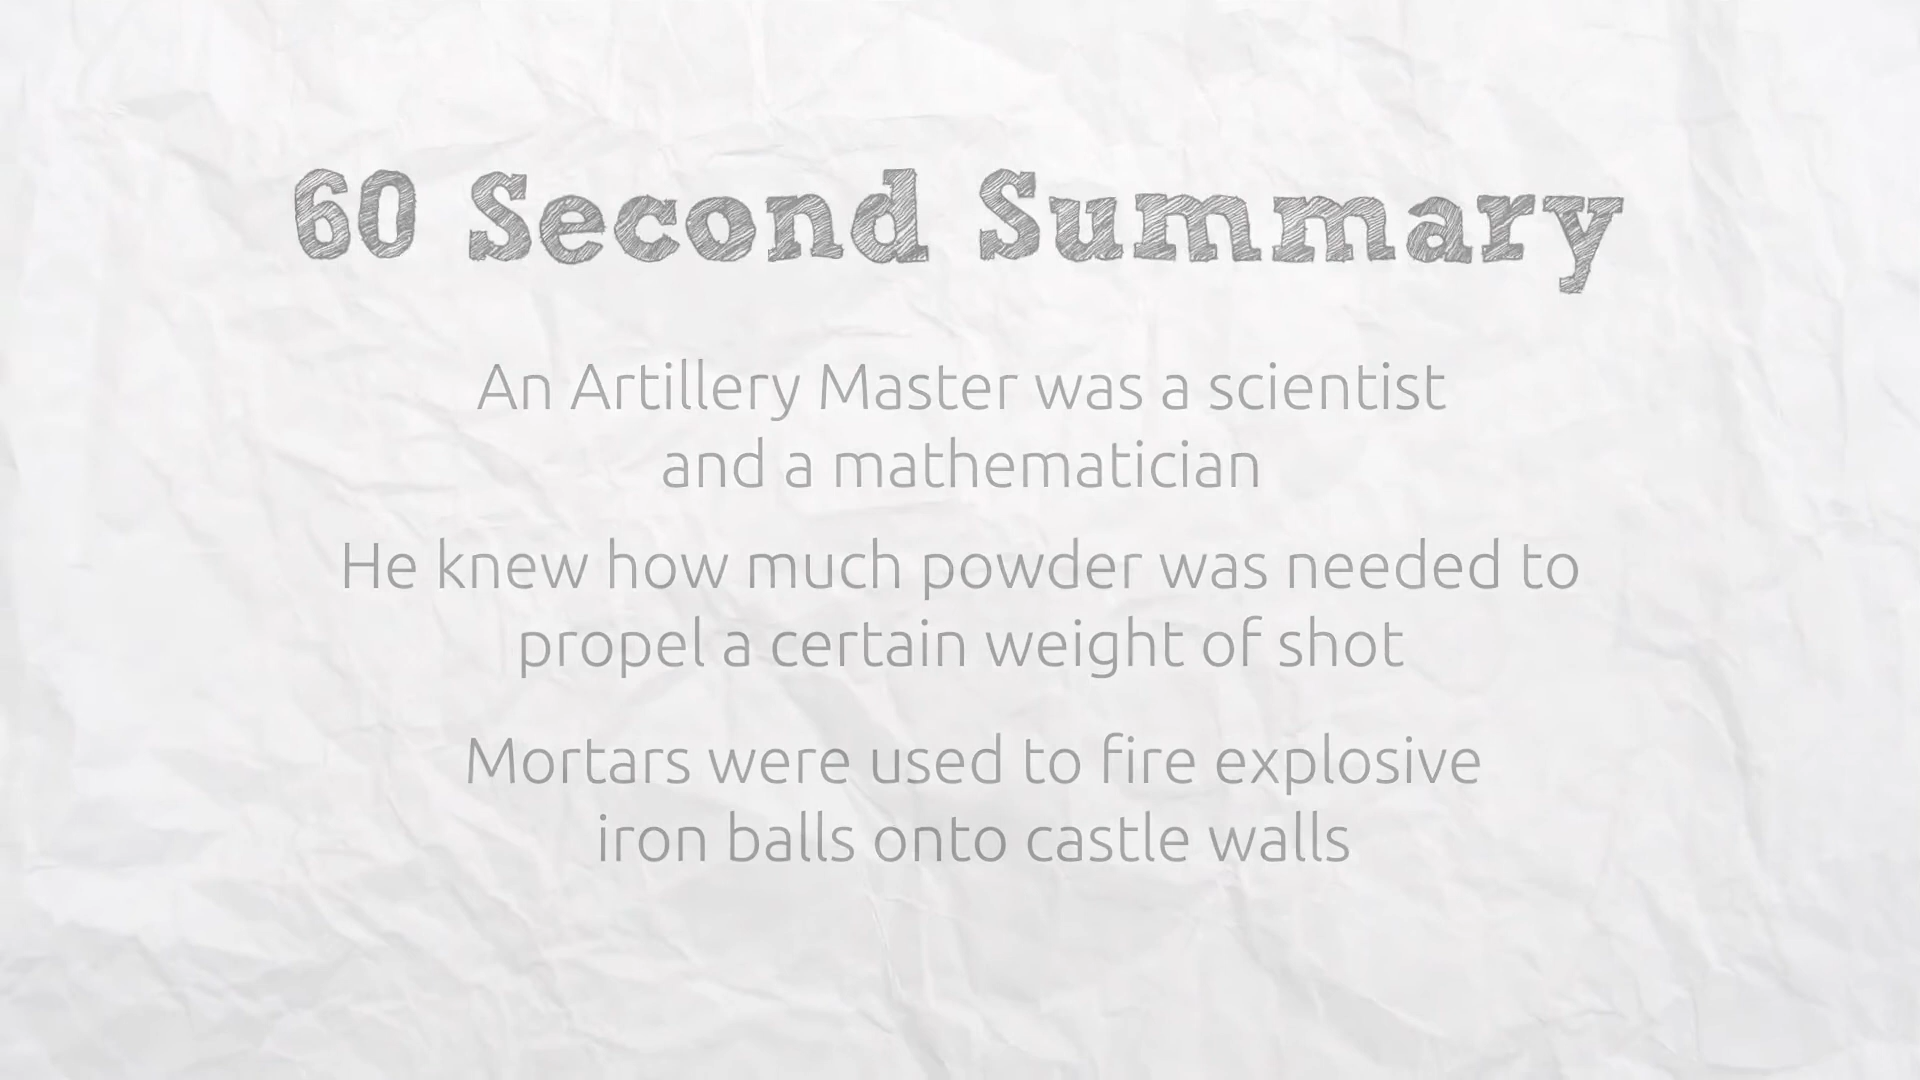 60 Second Summary
An Artillery Master was a scientist
and a mathematician
He knew how much powder was needed to
propel a certain weight of shot
Mortars were used to fire explosive
iron balls onto castle walls